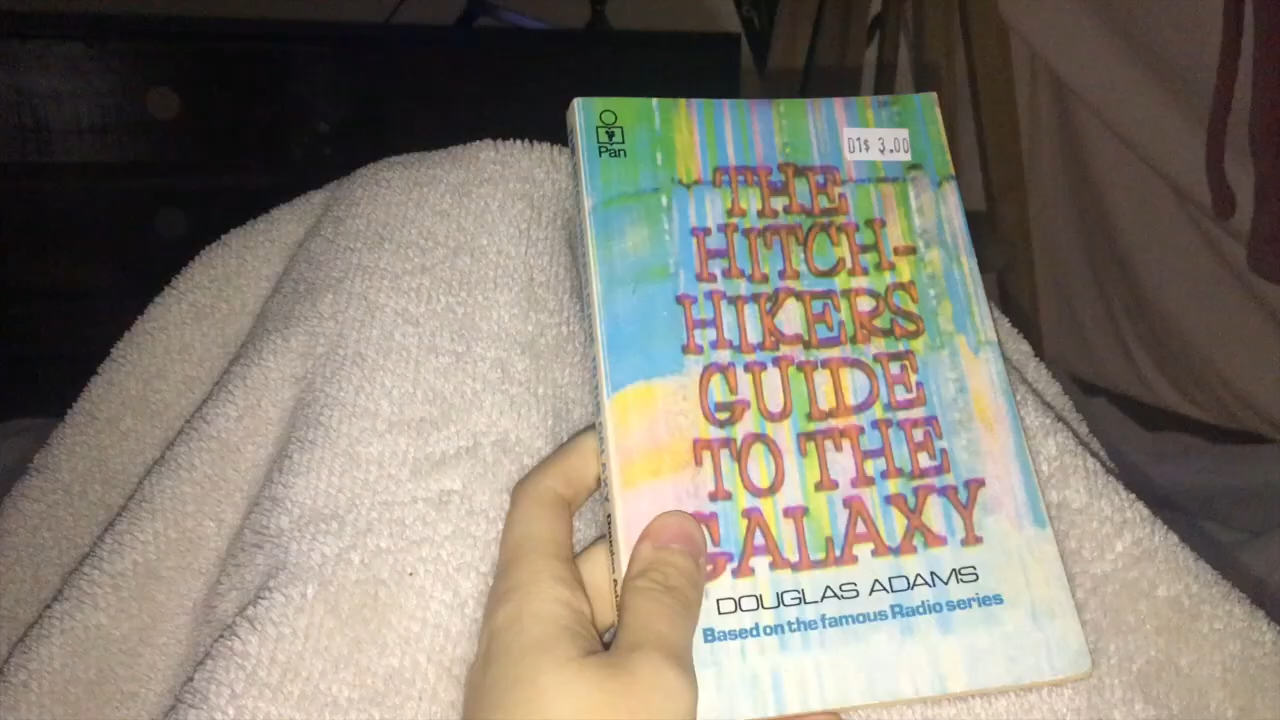 Pan
D1$ 3.00
THE
HITCH-
HIKERS
GUIDE
TO THE
GALAXY
DOUGLAS ADAMS
Based on the famous Radio series